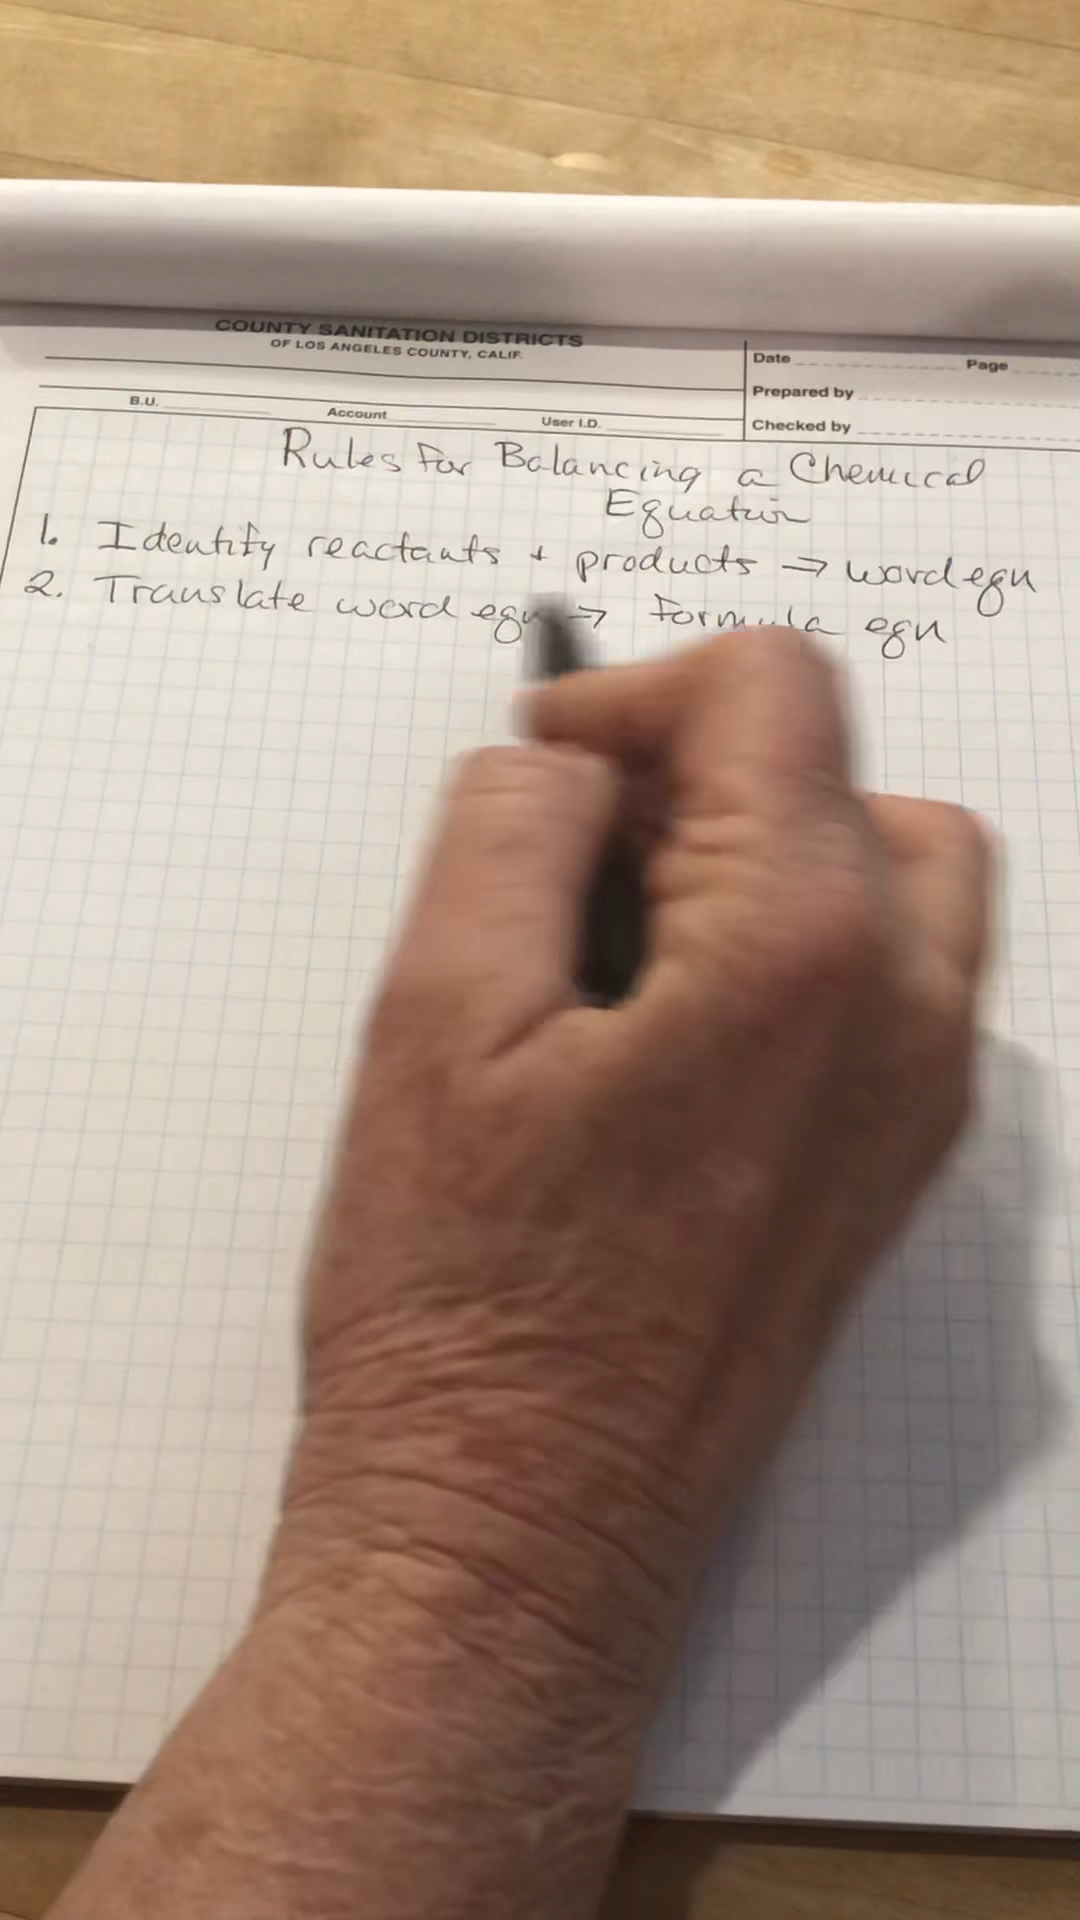 COUNTY SANITATION DISTRICTS
OF LOS ANGELES COUNTY, CALIF.
Date Page
Prepared by
Checked by
B.U. Account User I.D.
Rules for Balancing a Chemical
Equation
1. Identify reactants + products → word eqn
2. Translate word eqn → Formula eqn